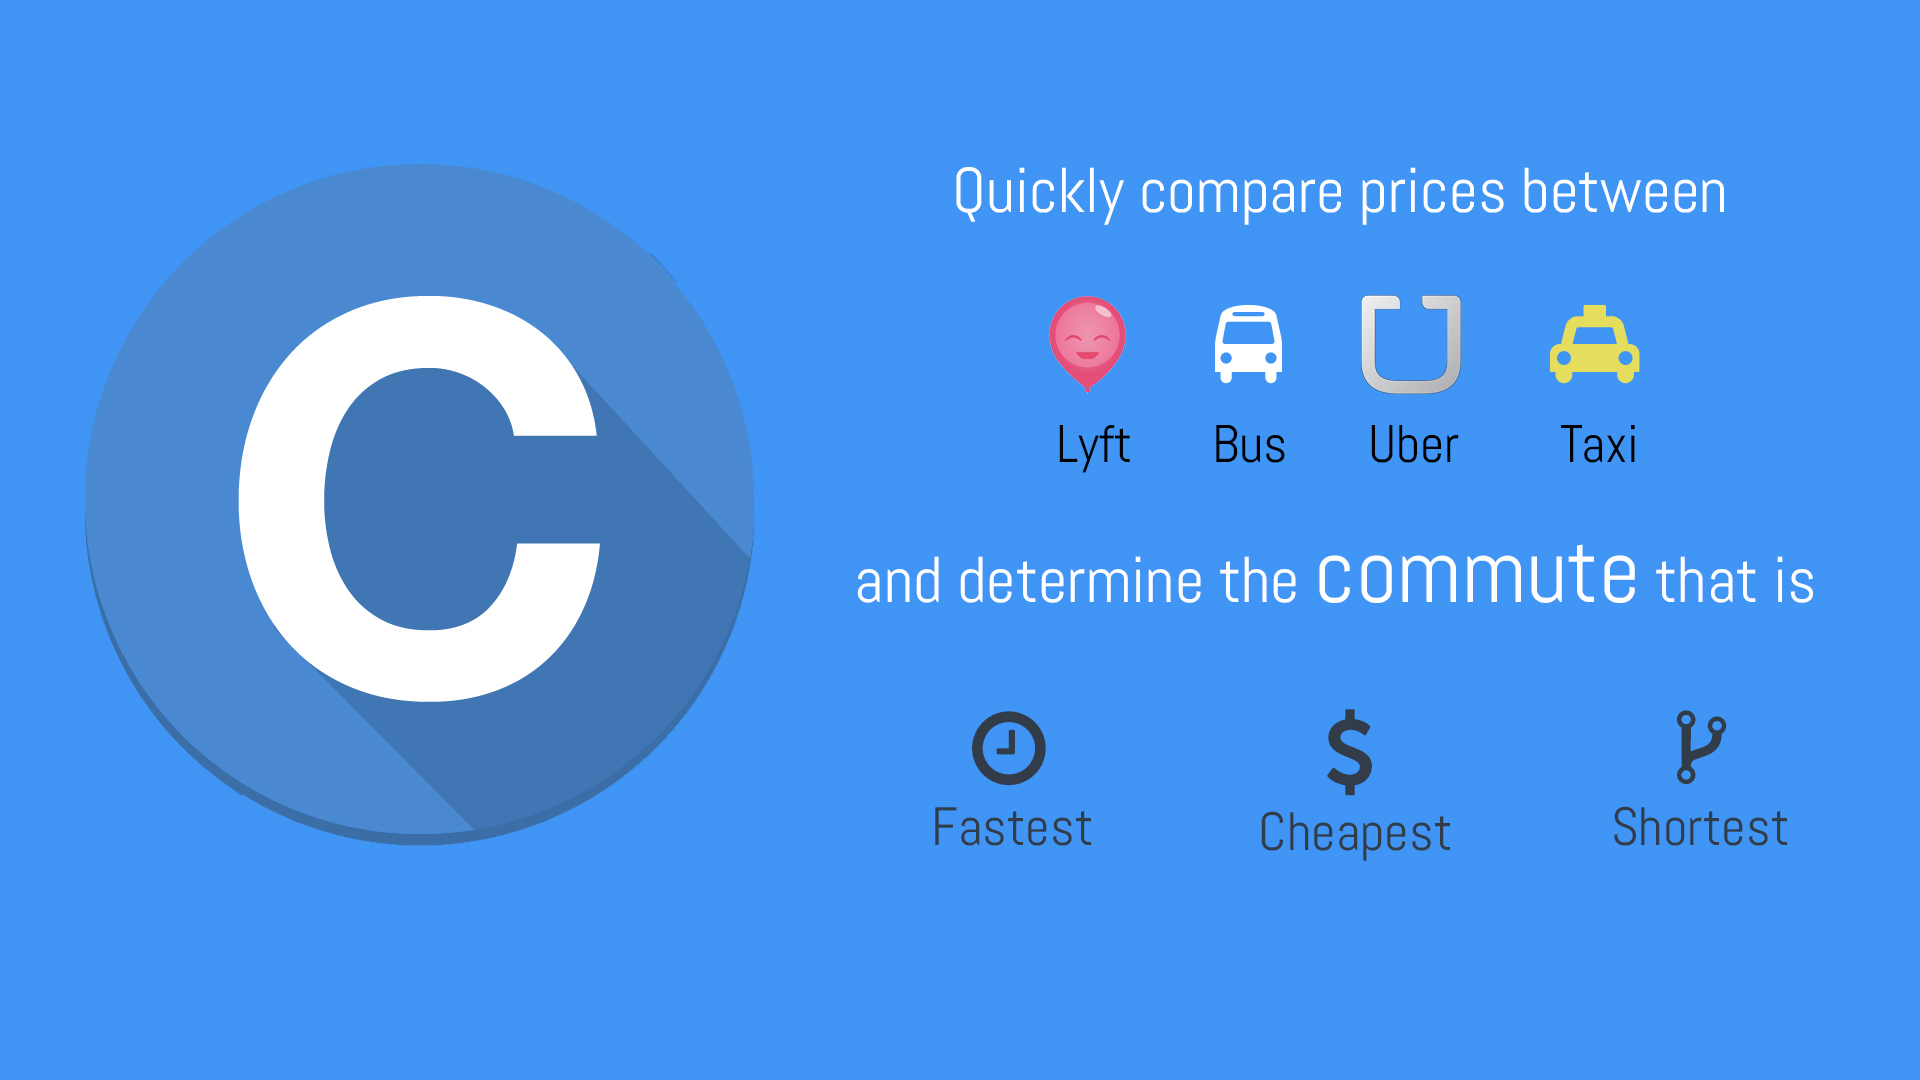 C
Quickly compare prices between
Lyft Bus Uber Taxi
and determine the commute that is
Fastest Cheapest Shortest